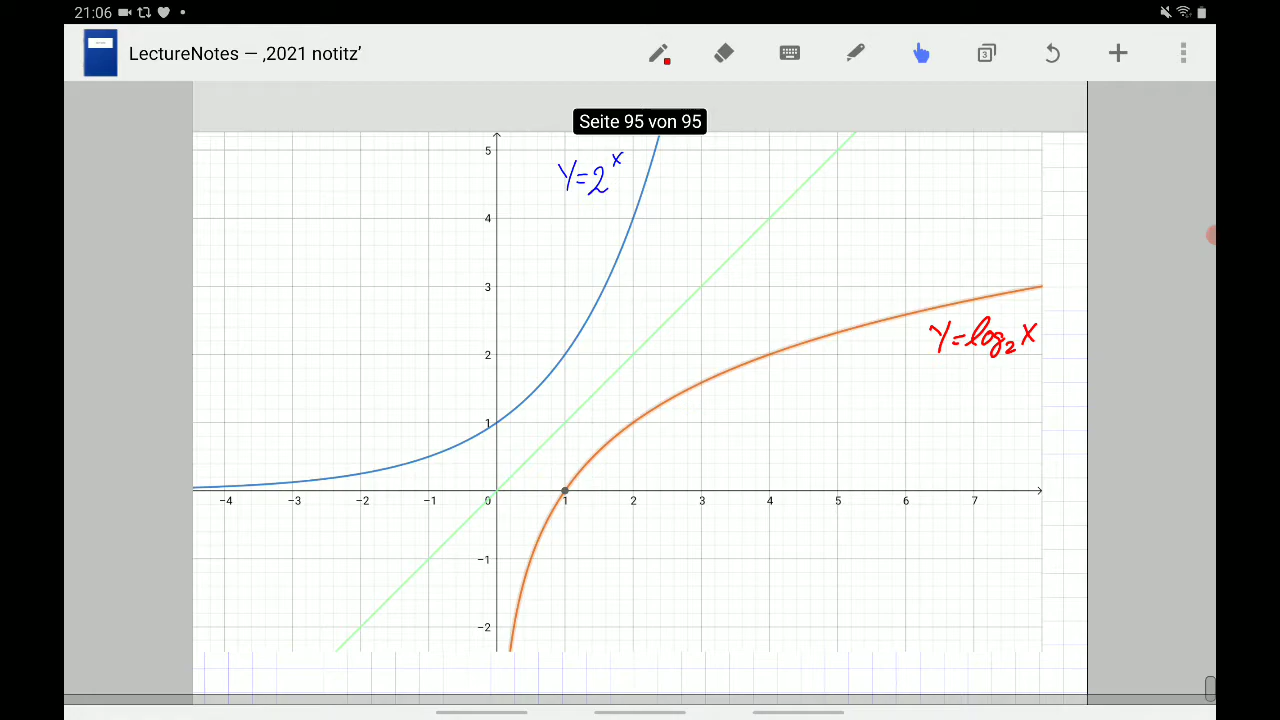 21:06
LectureNotes — ‚2021 notitz’
3
Seite 95 von 95
y=2^x
y=log₂x
5
4
3
2
1
−4 −3 −2 −1 0 1 2 3 4 5 6 7
−1
−2